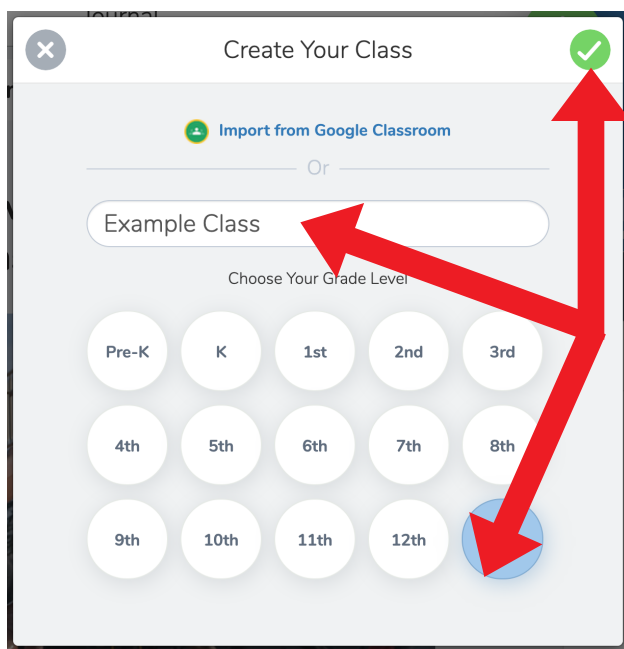 Journal
Create Your Class
Import from Google Classroom
Or
Example Class
Choose Your Grade Level
Pre-K K 1st 2nd 3rd
4th 5th 6th 7th 8th
9th 10th 11th 12th